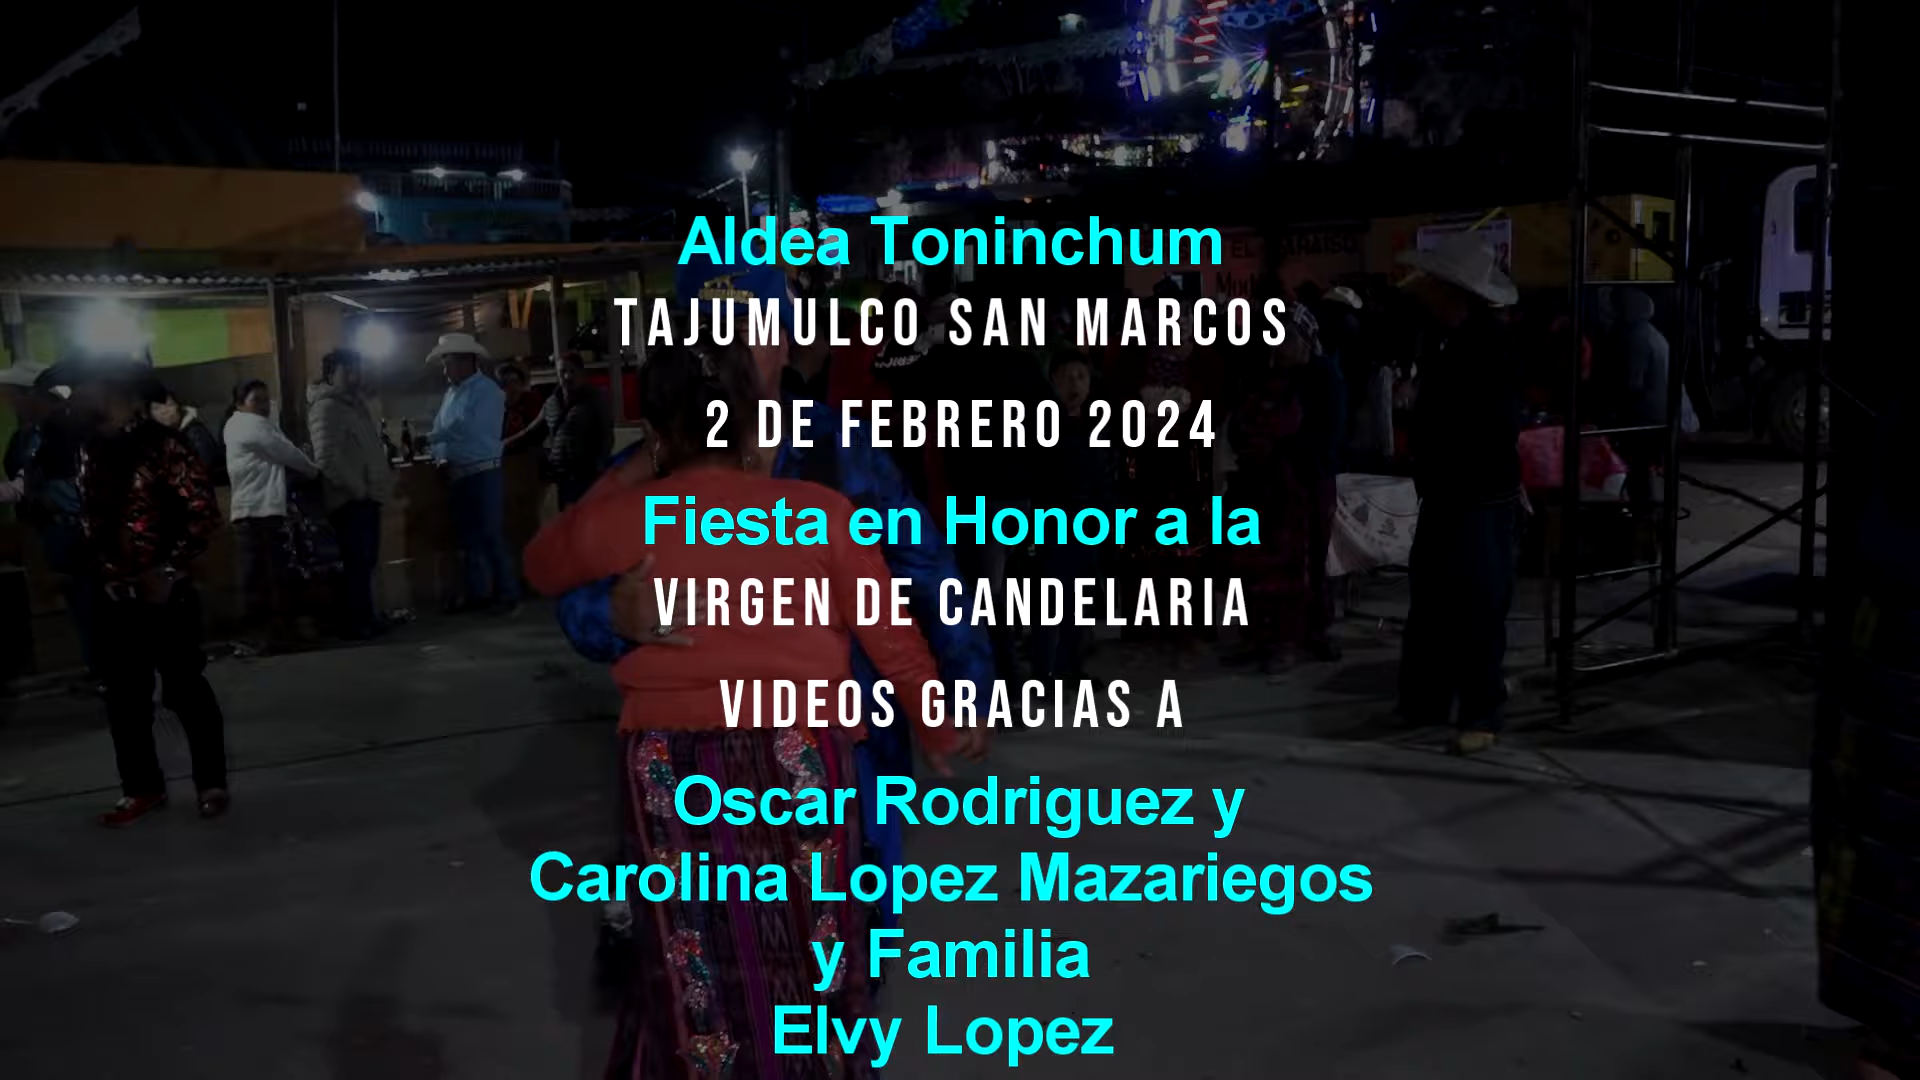 Aldea Toninchum
TAJUMULCO SAN MARCOS
2 DE FEBRERO 2024
Fiesta en Honor a la
VIRGEN DE CANDELARIA
VIDEOS GRACIAS A
Oscar Rodriguez y
Carolina Lopez Mazariegos
y Familia
Elvy Lopez